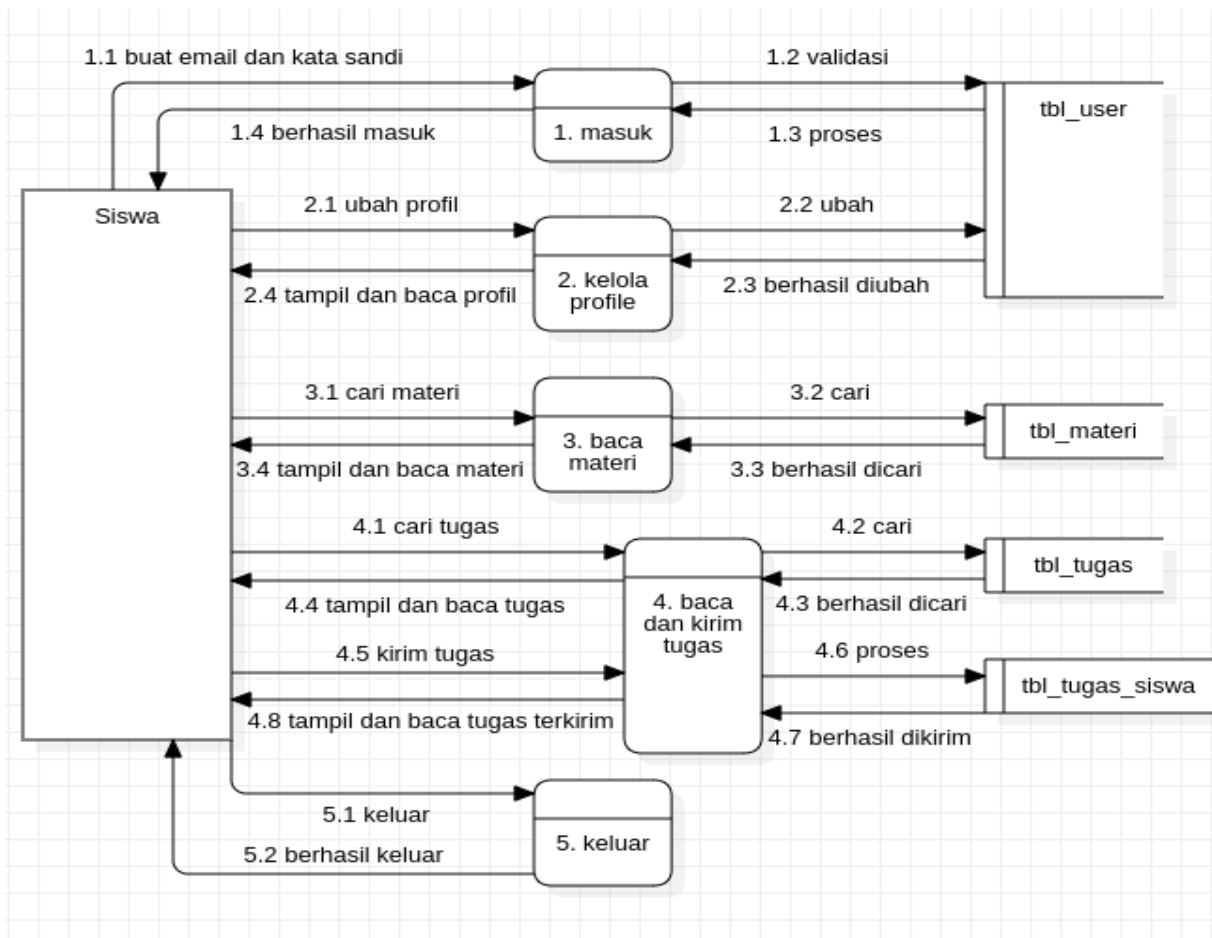 1.1 buat email dan kata sandi
1.2 validasi
tbl_user
1.4 berhasil masuk
1. masuk
1.3 proses
Siswa
2.1 ubah profil
2.2 ubah
2.4 tampil dan baca profil
2. kelola
profile
2.3 berhasil diubah
3.1 cari materi
3.2 cari
3.4 tampil dan baca materi
3. baca
materi
3.3 berhasil dicari
tbl_materi
4.1 cari tugas
4.2 cari
4.4 tampil dan baca tugas
4. baca
dan kirim
tugas
4.3 berhasil dicari
tbl_tugas
4.5 kirim tugas
4.6 proses
4.8 tampil dan baca tugas terkirim
4.7 berhasil dikirim
tbl_tugas_siswa
5.1 keluar
5. keluar
5.2 berhasil keluar